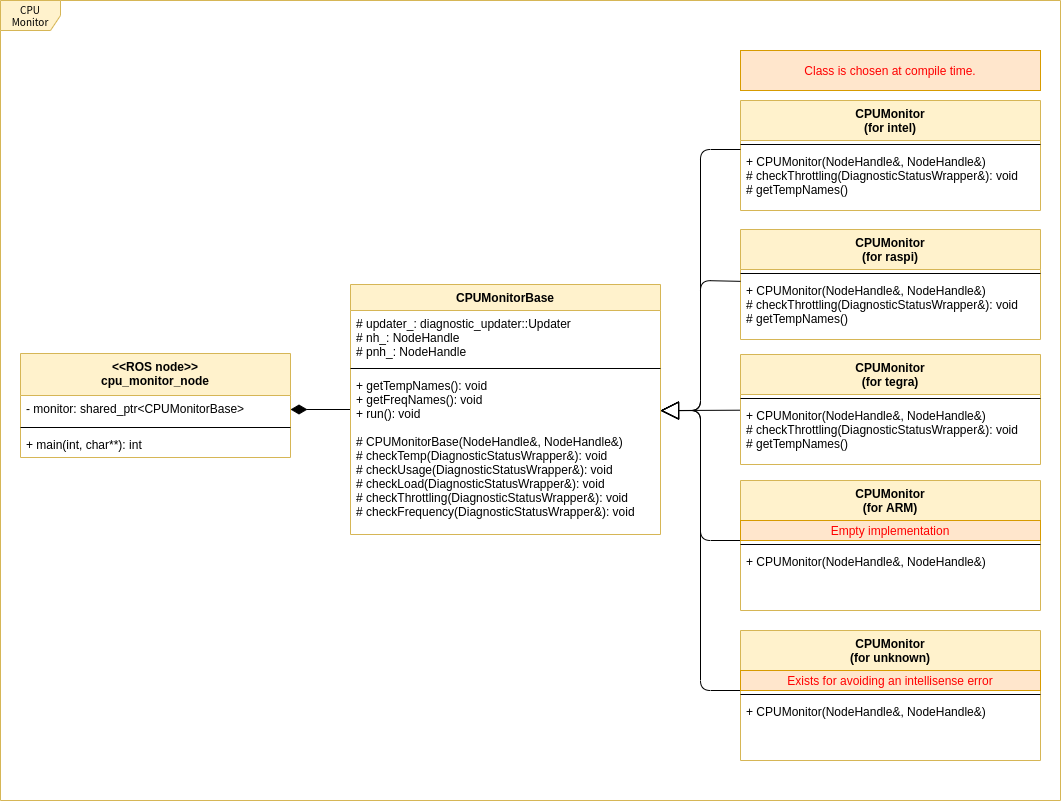 CPU
Monitor
Class is chosen at compile time.
CPUMonitor
(for intel)
+ CPUMonitor(NodeHandle&, NodeHandle&)
# checkThrottling(DiagnosticStatusWrapper&): void
# getTempNames()
CPUMonitor
(for raspi)
+ CPUMonitor(NodeHandle&, NodeHandle&)
# checkThrottling(DiagnosticStatusWrapper&): void
# getTempNames()
CPUMonitorBase
# updater_: diagnostic_updater::Updater
# nh_: NodeHandle
# pnh_: NodeHandle
+ getTempNames(): void
+ getFreqNames(): void
+ run(): void
# CPUMonitorBase(NodeHandle&, NodeHandle&)
# checkTemp(DiagnosticStatusWrapper&): void
# checkUsage(DiagnosticStatusWrapper&): void
# checkLoad(DiagnosticStatusWrapper&): void
# checkThrottling(DiagnosticStatusWrapper&): void
# checkFrequency(DiagnosticStatusWrapper&): void
<<ROS node>>
cpu_monitor_node
- monitor: shared_ptr<CPUMonitorBase>
+ main(int, char**): int
CPUMonitor
(for tegra)
+ CPUMonitor(NodeHandle&, NodeHandle&)
# checkThrottling(DiagnosticStatusWrapper&): void
# getTempNames()
CPUMonitor
(for ARM)
Empty implementation
+ CPUMonitor(NodeHandle&, NodeHandle&)
CPUMonitor
(for unknown)
Exists for avoiding an intellisense error
+ CPUMonitor(NodeHandle&, NodeHandle&)